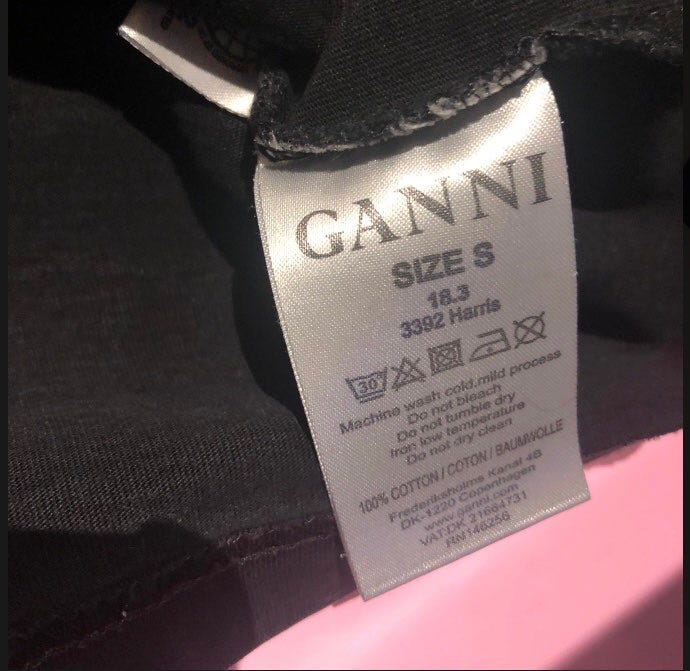 GANNI
SIZE S
18.3
3392 Harris
30
Machine wash cold,mild process
Do not bleach
Do not tumble dry
Iron low temperature
Do not dry clean
100% COTTON / COTON / BAUMWOLLE
Frederiksholms Kanal 4B
DK-1220 Copenhagen
www.ganni.com
VAT:DK 21684731
RN146256